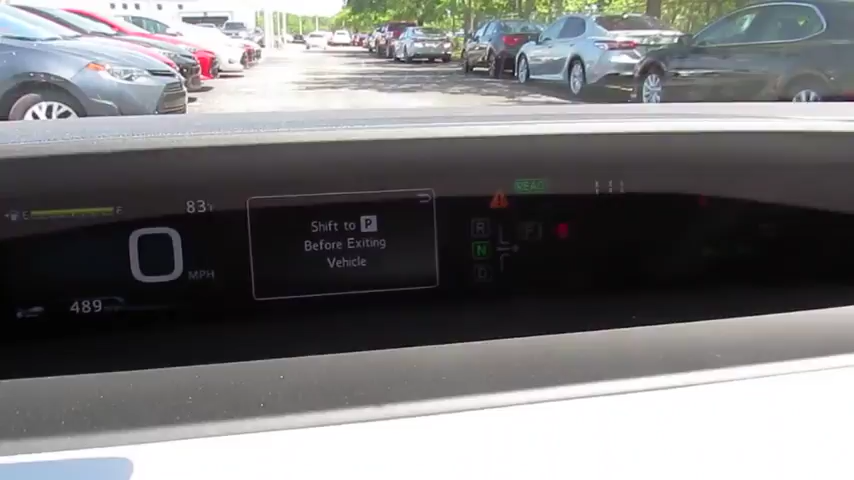 E F
83°F
READY
0 MPH
Shift to P
Before Exiting
Vehicle
R
N
D
489